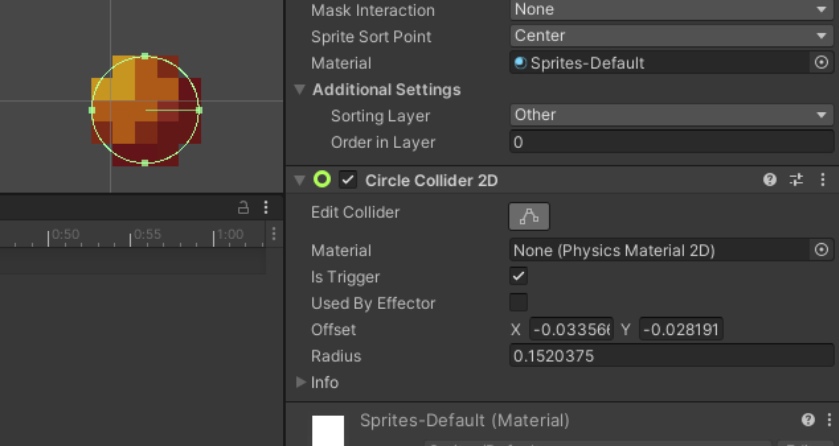 Mask Interaction None
Sprite Sort Point Center
Material Sprites-Default
Additional Settings
Sorting Layer Other
Order in Layer 0
Circle Collider 2D
Edit Collider
0:50 0:55 1:00
Material None (Physics Material 2D)
Is Trigger
Used By Effector
Offset X -0.03356 Y -0.028191
Radius 0.1520375
Info
Sprites-Default (Material)